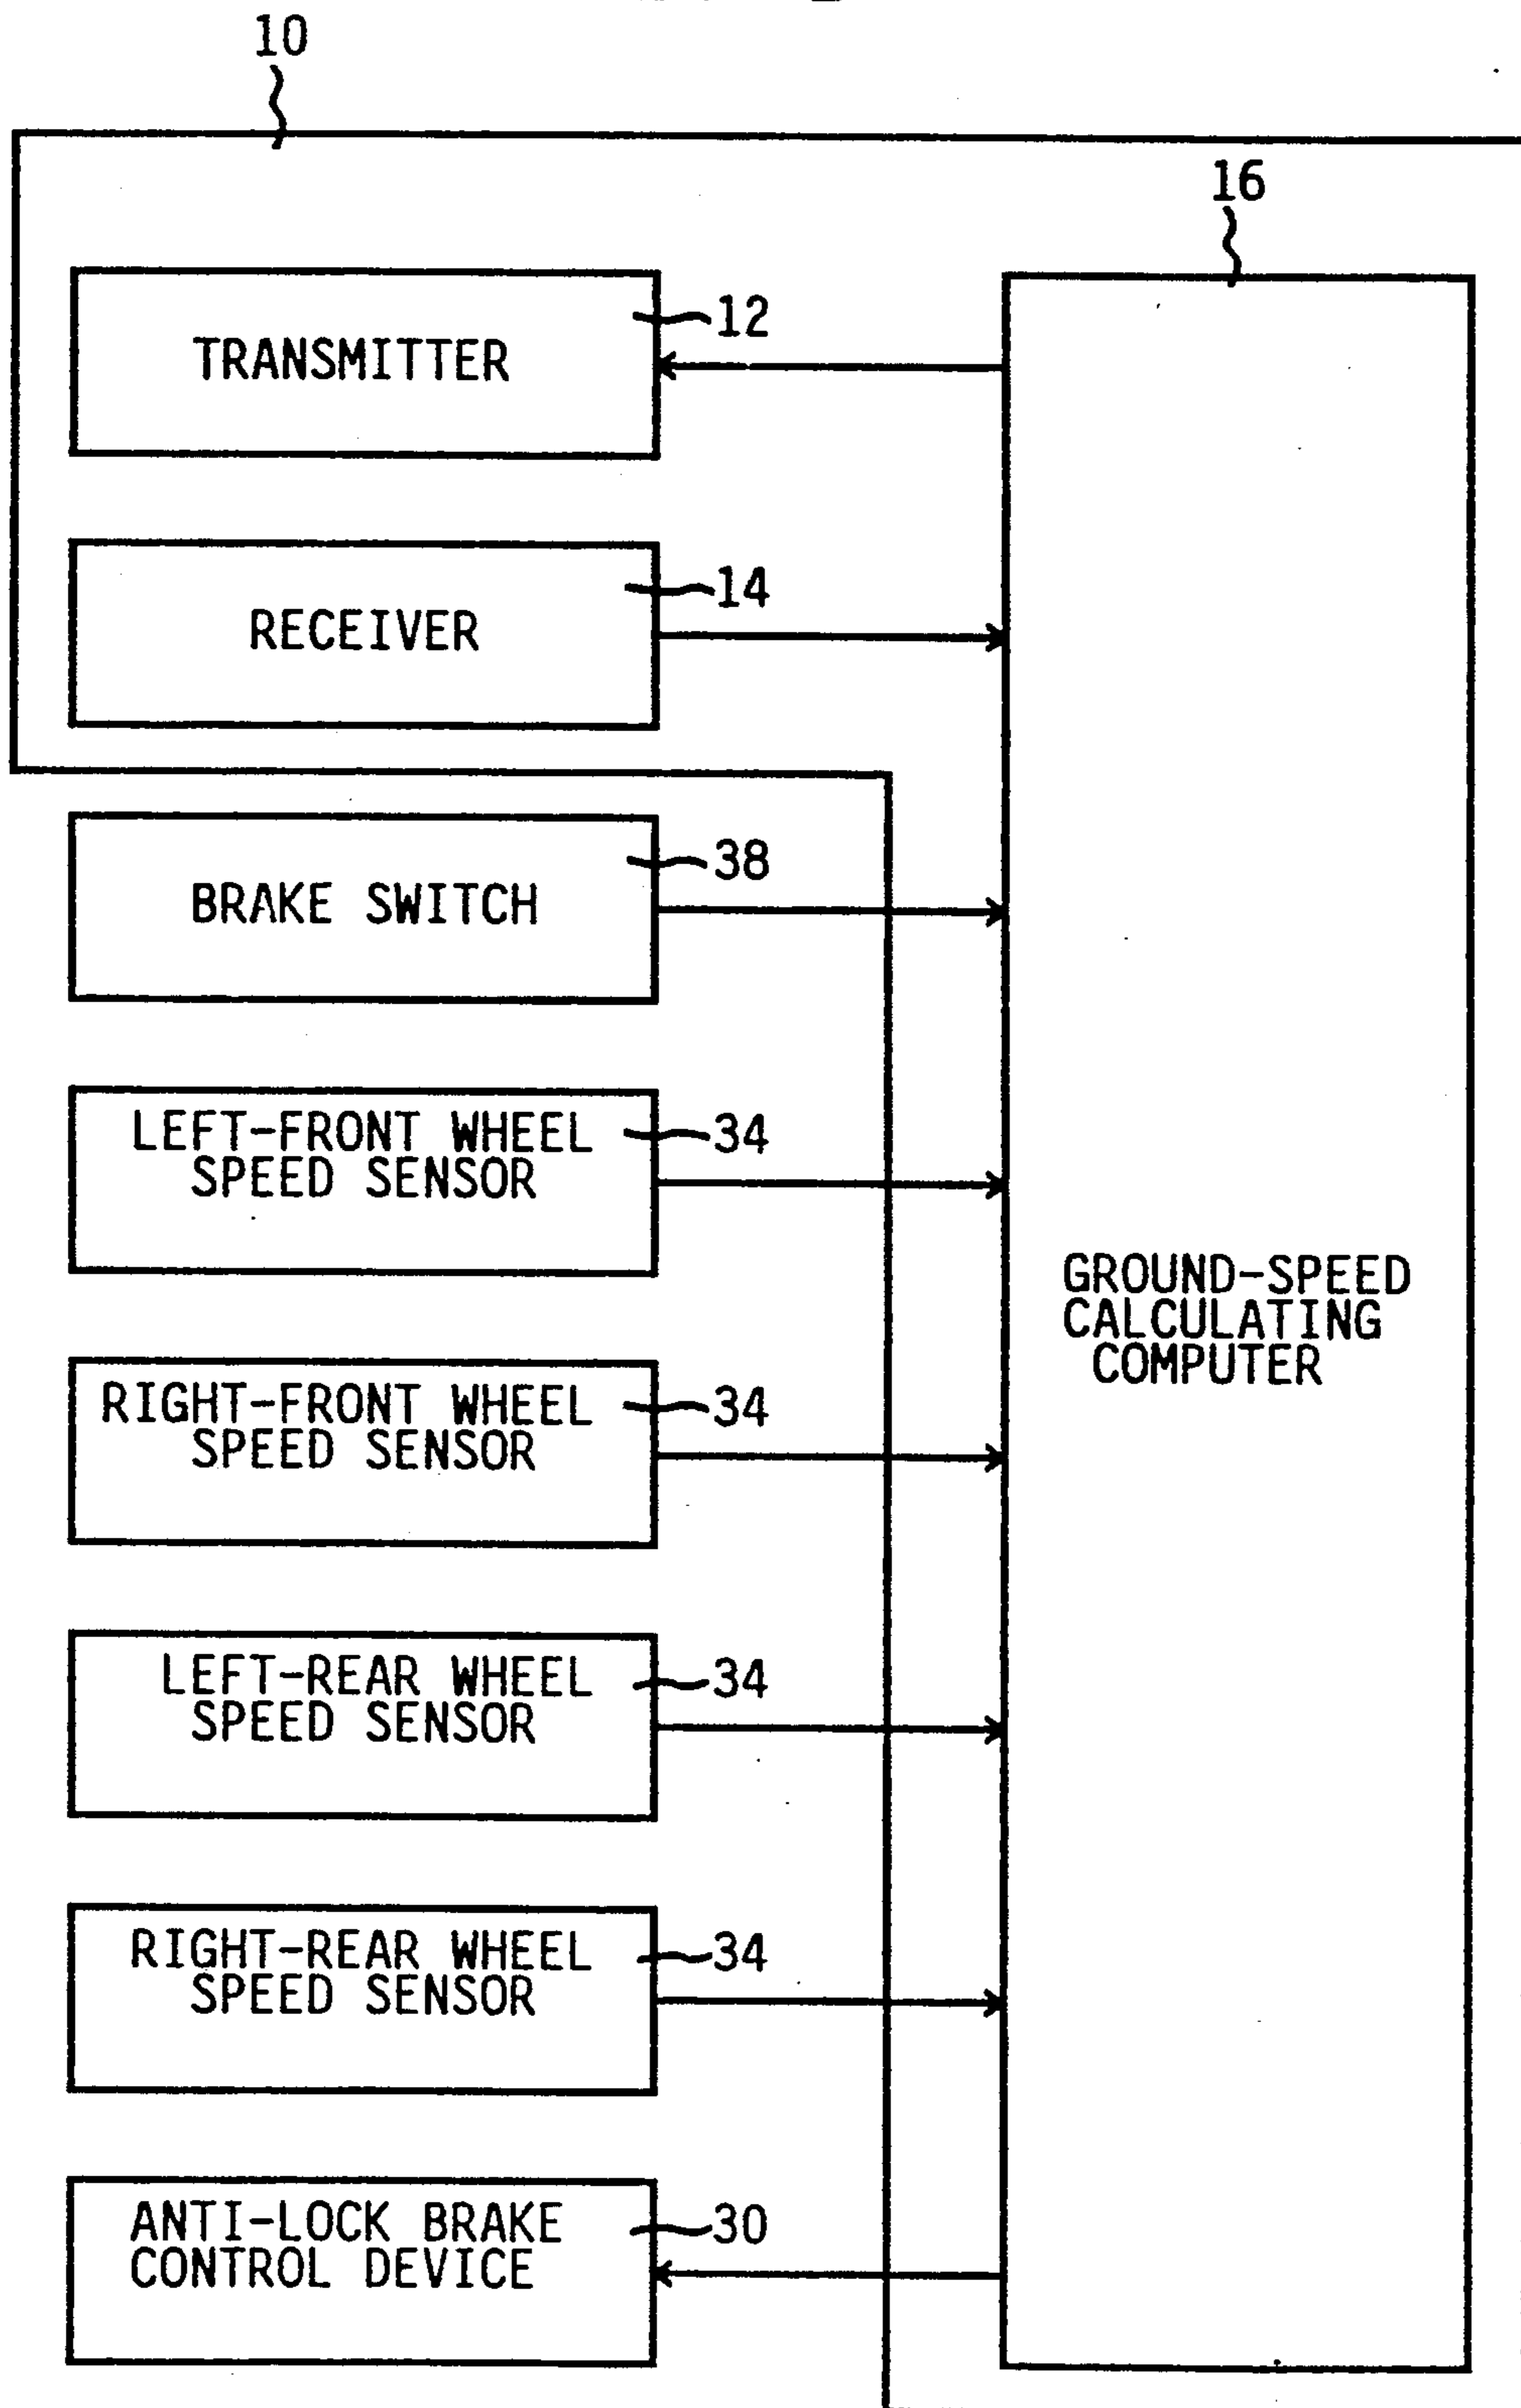 10
16
TRANSMITTER
12
RECEIVER
14
BRAKE SWITCH
38
LEFT-FRONT WHEEL
SPEED SENSOR
34
RIGHT-FRONT WHEEL
SPEED SENSOR
34
LEFT-REAR WHEEL
SPEED SENSOR
34
RIGHT-REAR WHEEL
SPEED SENSOR
34
ANTI-LOCK BRAKE
CONTROL DEVICE
30
GROUND-SPEED
CALCULATING
COMPUTER